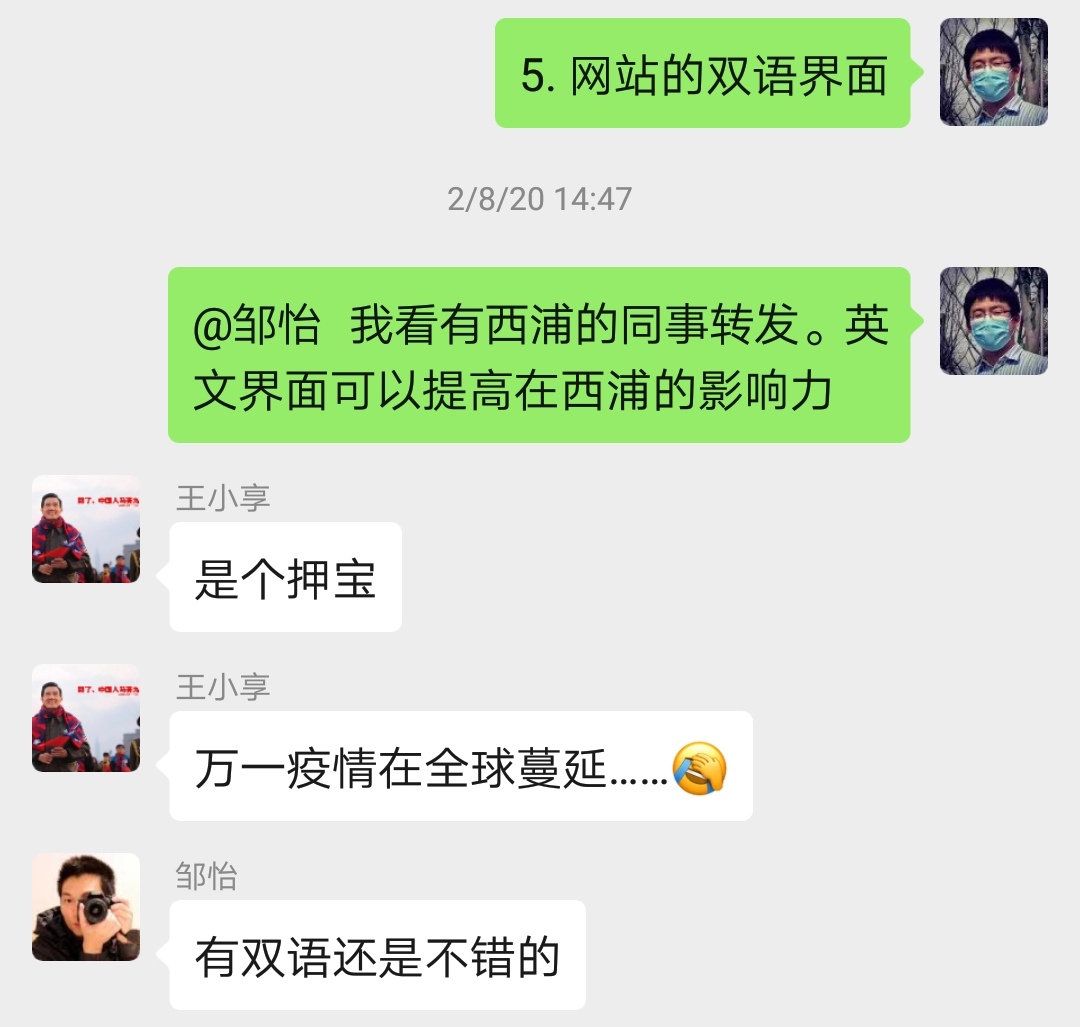 5. 网站的双语界面
2/8/20 14:47
@邹怡 我看有西浦的同事转发。英
文界面可以提高在西浦的影响力
王小享
是个押宝
王小享
万一疫情在全球蔓延……🤦
邹怡
有双语还是不错的